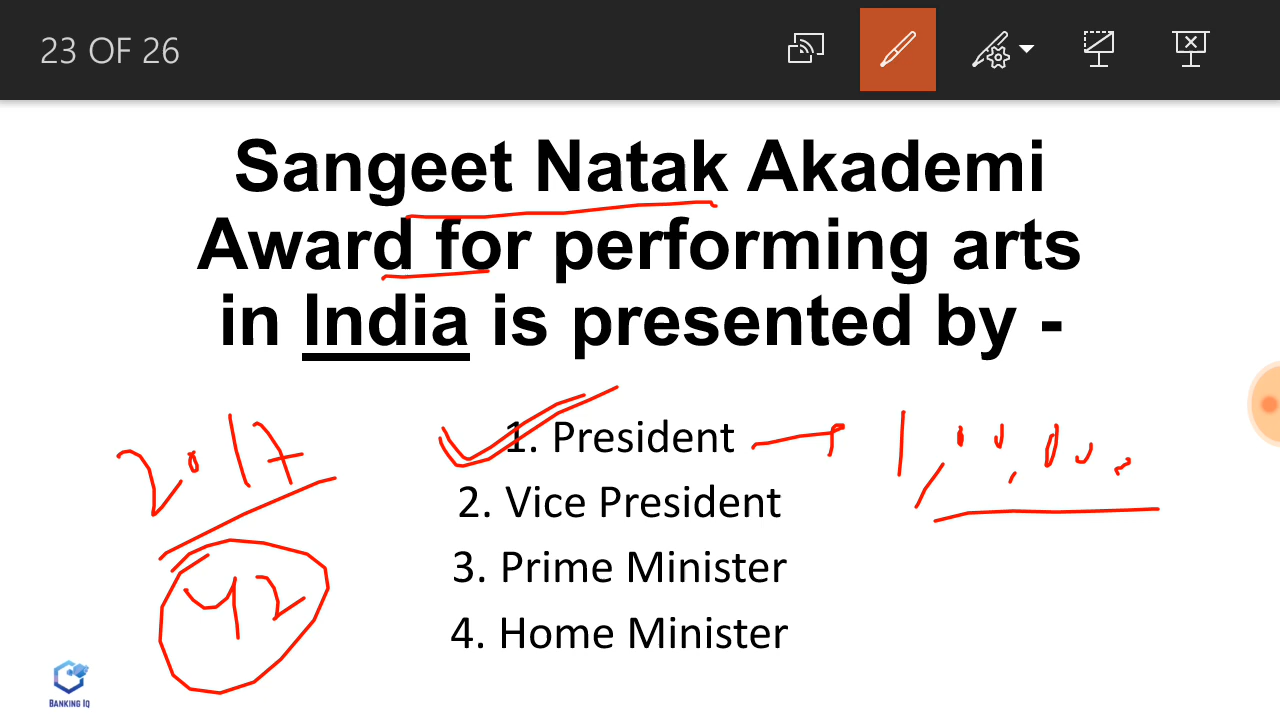 23 OF 26
Sangeet Natak Akademi
Award for performing arts
in India is presented by -
1. President
2. Vice President
3. Prime Minister
4. Home Minister
2017
42
1,00,000
BANKING IQ